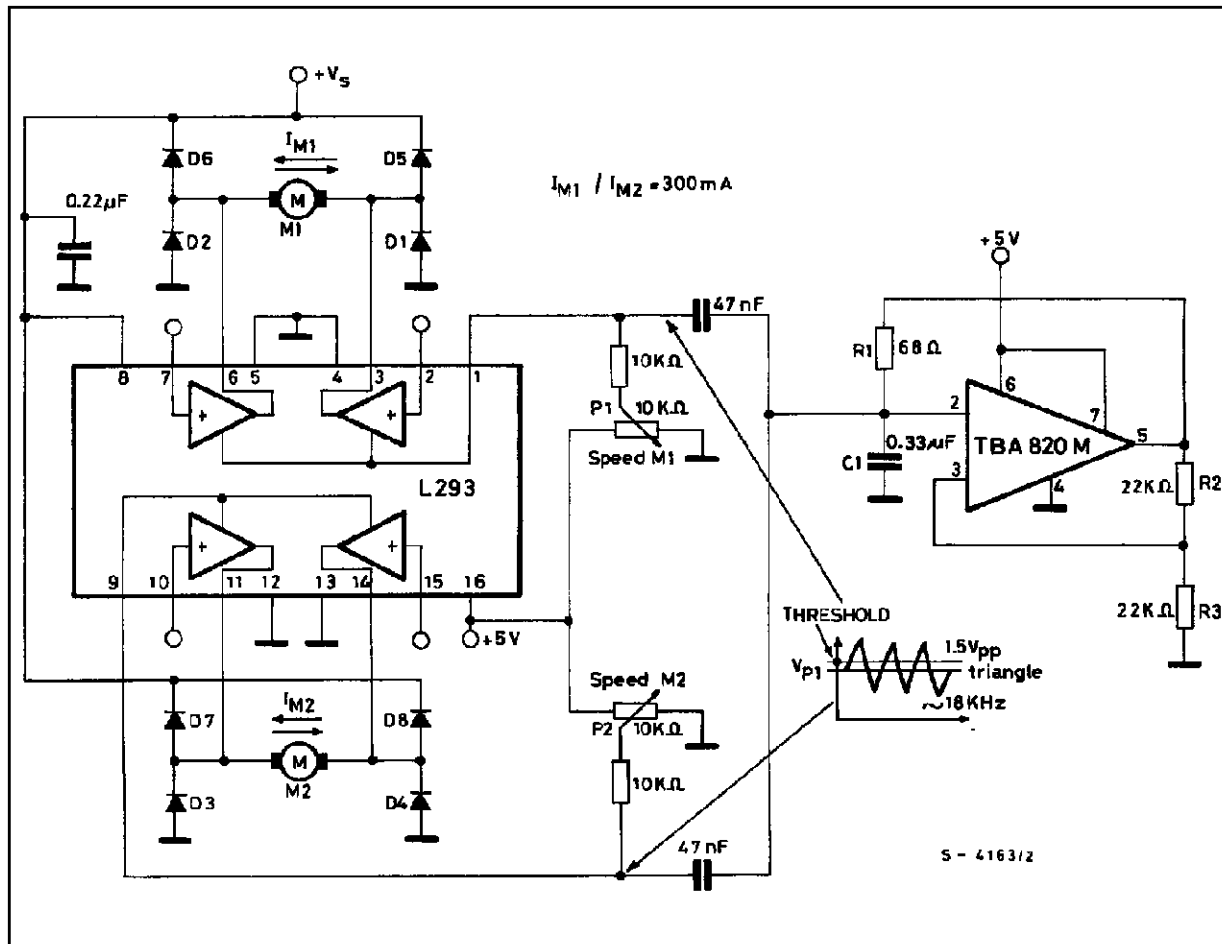 +Vs
IM1
D6
D5
M
M1
0.22µF
D2
D1
IM1 / IM2 = 300mA
+5V
47nF
R1
68Ω
10KΩ
P1
10KΩ
Speed M1
8
7
6
5
4
3
2
1
+
+
L293
+
+
9
10
11
12
13
14
15
16
+5V
6
7
2
3
5
4
TBA 820 M
0.33µF
C1
22KΩ
R2
22KΩ
R3
THRESHOLD
VP1
1.5Vpp
triangle
~18KHz
Speed M2
P2
10KΩ
10KΩ
IM2
D7
D8
M
M2
D3
D4
47nF
S - 4163/2